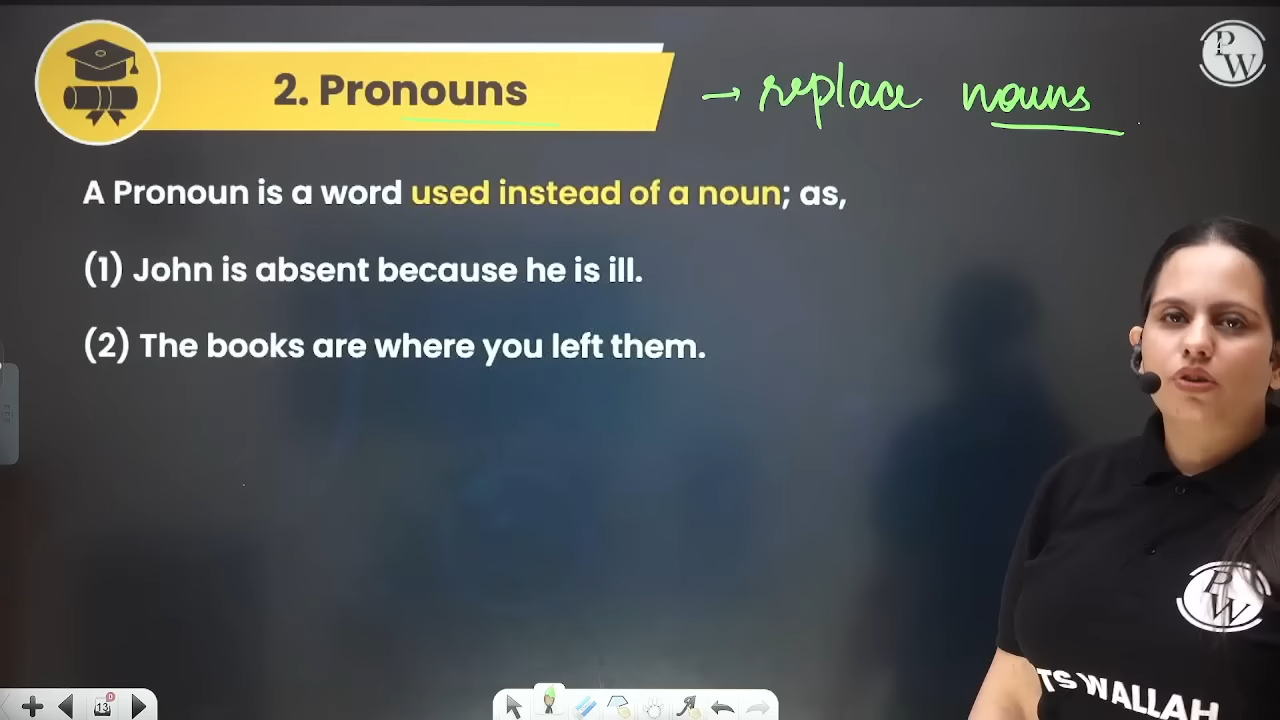 2. Pronouns → replace nouns
PW
A Pronoun is a word used instead of a noun; as,
(1) John is absent because he is ill.
(2) The books are where you left them.
PW
TS WALLAH
13